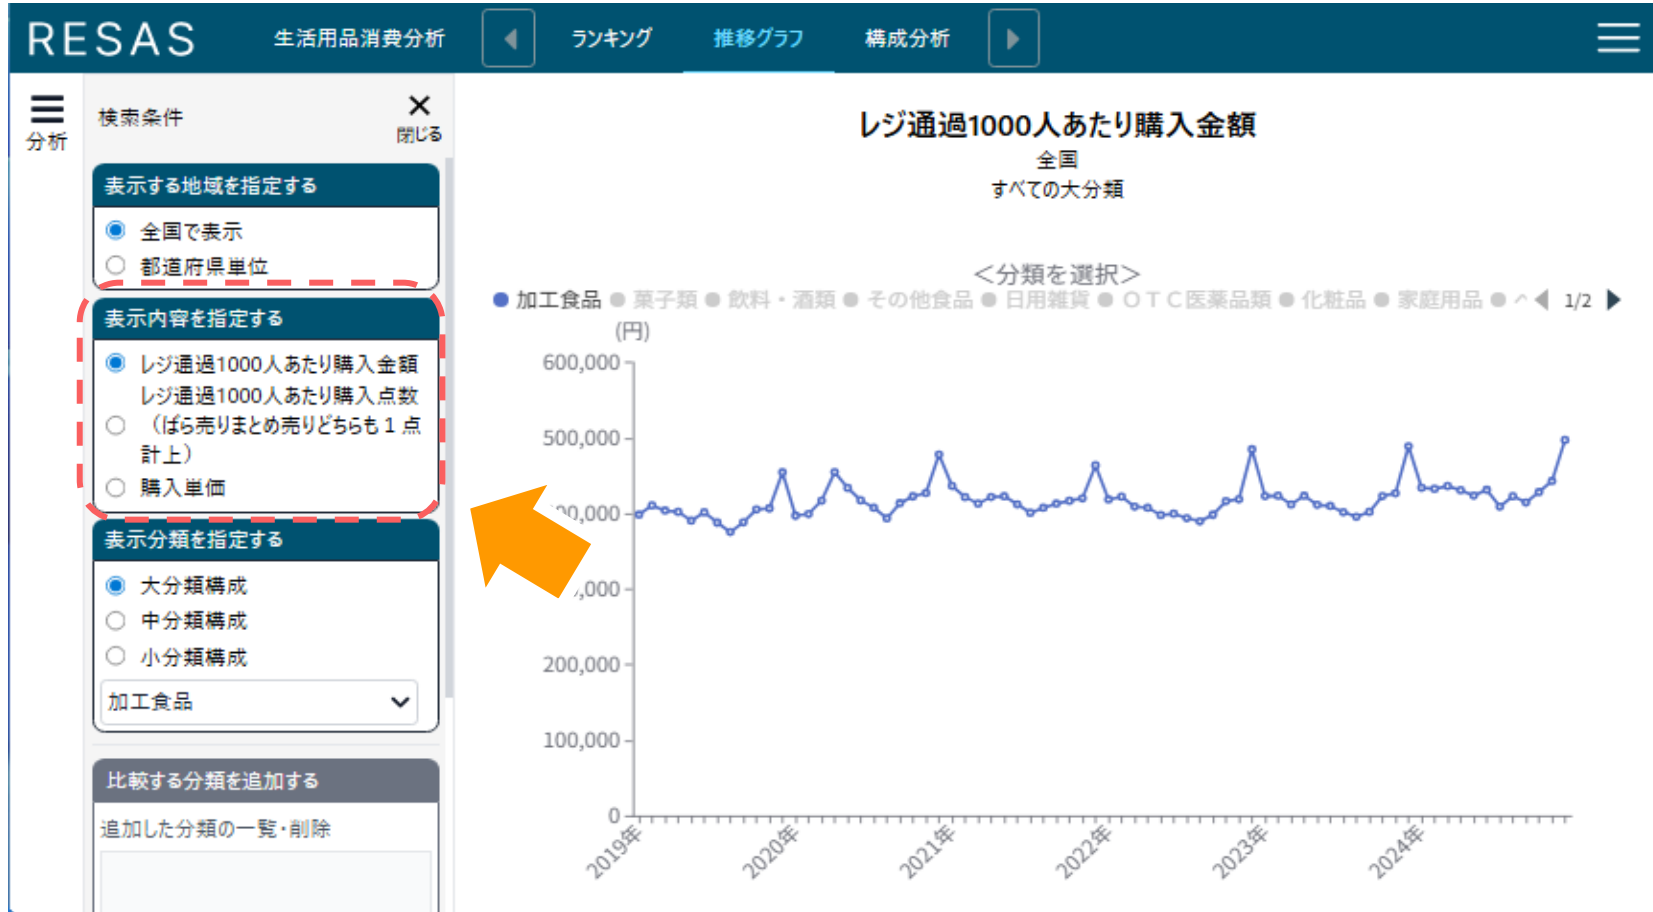 RESAS
生活用品消費分析
ランキング
推移グラフ
構成分析
分析
検索条件
閉じる
表示する地域を指定する
全国で表示
都道府県単位
表示内容を指定する
レジ通過1000人あたり購入金額
レジ通過1000人あたり購入点数
（ばら売りまとめ売りどちらも１点
計上）
購入単価
表示分類を指定する
大分類構成
中分類構成
小分類構成
加工食品
比較する分類を追加する
追加した分類の一覧・削除
レジ通過1000人あたり購入金額
全国
すべての大分類
＜分類を選択＞
加工食品 菓子類 飲料・酒類 その他食品 日用雑貨 ＯＴＣ医薬品類 化粧品 家庭用品 1/2
(円)
600,000
500,000
200,000
100,000
0
2019年 2020年 2021年 2022年 2023年 2024年